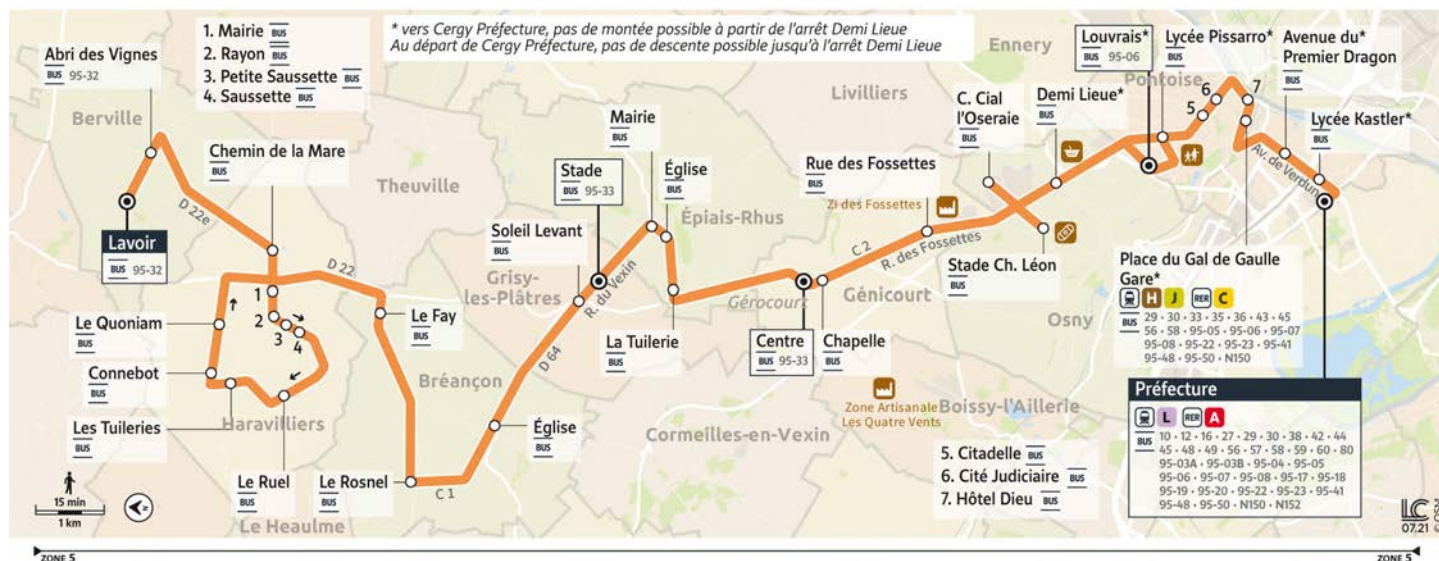 * vers Cergy Préfecture, pas de montée possible à partir de l'arrêt Demi Lieue
Au départ de Cergy Préfecture, pas de descente possible jusqu'à l'arrêt Demi Lieue
1. Mairie BUS
2. Rayon BUS
3. Petite Saussette BUS
4. Saussette BUS
Abri des Vignes
BUS 95-32
Berville
Lavoir
BUS 95-32
D 22e
Chemin de la Mare
BUS
D 22
1
2
3
4
Le Quoniam
BUS
Connebot
BUS
Les Tuileries
BUS
Haravilliers
Le Ruel
BUS
Le Heaulme
Theuville
Le Fay
BUS
Bréançon
Le Rosnel
BUS
C 1
Église
BUS
D 64
Grisy-
les-Plâtres
Soleil Levant
BUS
Stade
BUS 95-33
R. du Vexin
Mairie
BUS
Église
BUS
Épiais-Rhus
La Tuilerie
BUS
Gérocourt
Centre
BUS 95-33
Chapelle
BUS
Génicourt
Cormeilles-en-Vexin
Zone Artisanale
Les Quatre Vents
Boissy-l'Aillerie
Livilliers
Rue des Fossettes
BUS
ZI des Fossettes
C 2
R. des Fossettes
C. Cial
l'Oseraie
BUS
Stade Ch. Léon
BUS
Ennery
Demi Lieue*
BUS
Louvrais*
BUS 95-06
Lycée Pissarro*
BUS
Pontoise
5
6
7
Avenue du*
Premier Dragon
BUS
Lycée Kastler*
BUS
Av. de Verdun
Osny
Place du Gal de Gaulle
Gare*
H J RER C
BUS 29 • 30 • 33 • 35 • 36 • 43 • 45
56 • 58 • 95-05 • 95-06 • 95-07
95-08 • 95-22 • 95-23 • 95-41
95-48 • 95-50 • N150
Préfecture
L RER A
BUS 10 • 12 • 16 • 27 • 29 • 30 • 38 • 42 • 44
45 • 48 • 49 • 56 • 57 • 58 • 59 • 60 • 80
95-03A • 95-03B • 95-04 • 95-05
95-06 • 95-07 • 95-08 • 95-17 • 95-18
95-19 • 95-20 • 95-22 • 95-23 • 95-41
95-48 • 95-50 • N150 • N152
5. Citadelle BUS
6. Cité Judiciaire BUS
7. Hôtel Dieu BUS
15 min
1 km
N
LC
07.21
© OSM
ZONE 5
ZONE 5